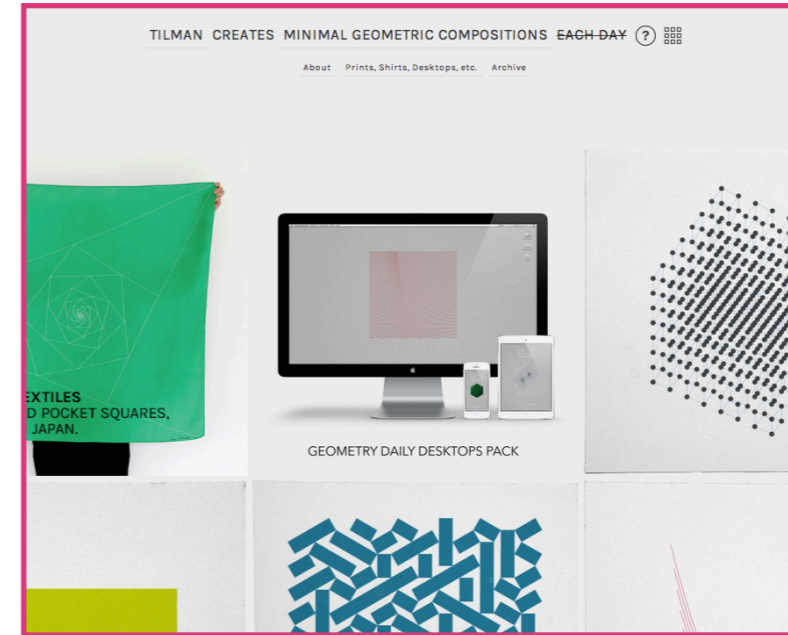 TILMAN CREATES MINIMAL GEOMETRIC COMPOSITIONS EACH DAY ?
About Prints, Shirts, Desktops, etc. Archive
EXTILES
D POCKET SQUARES,
JAPAN.
GEOMETRY DAILY DESKTOPS PACK